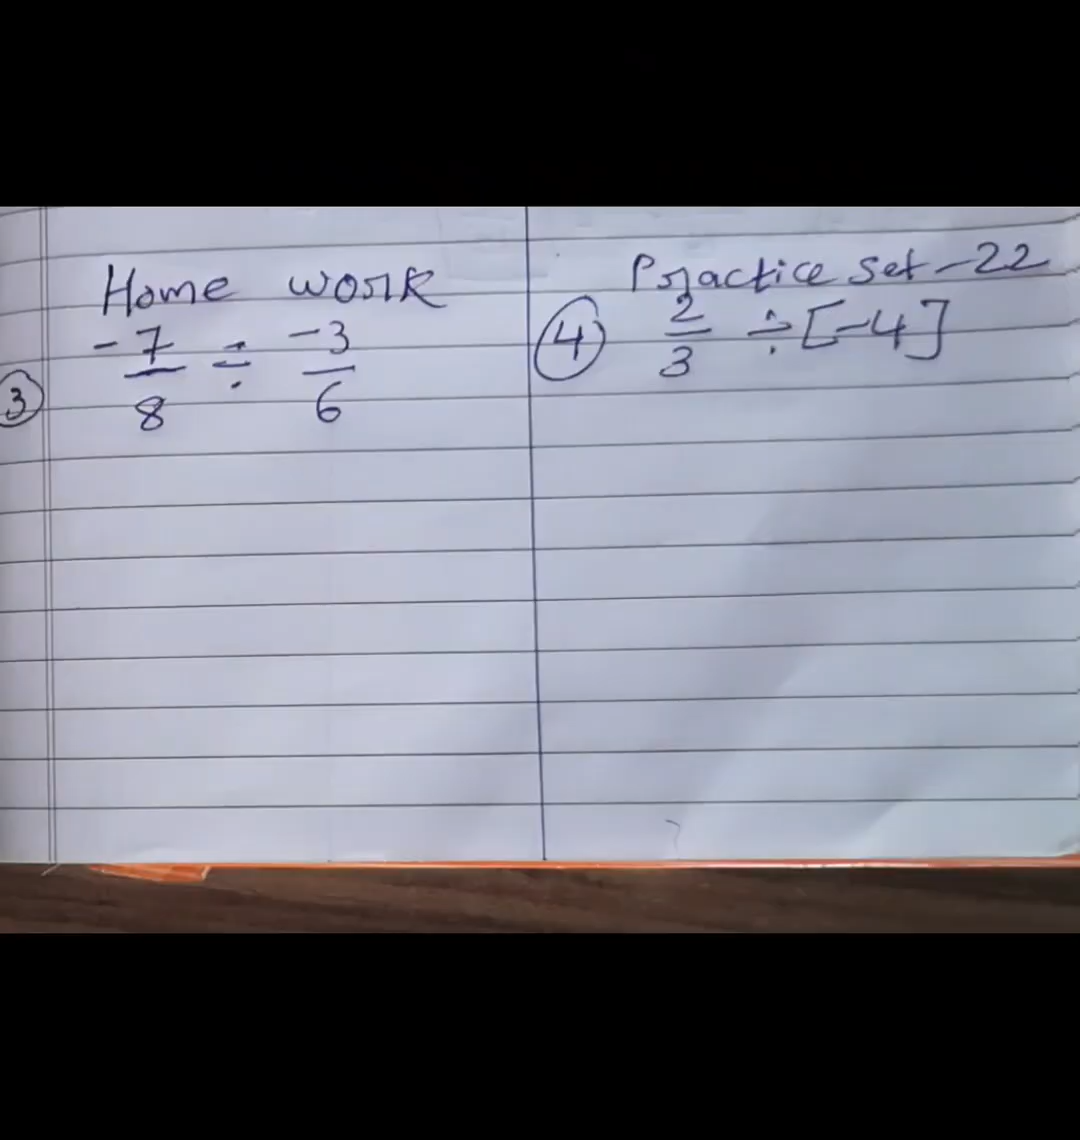 Home work
③ -7/8 ÷ -3/6
Practice set-22
④ 2/3 ÷ [-4]